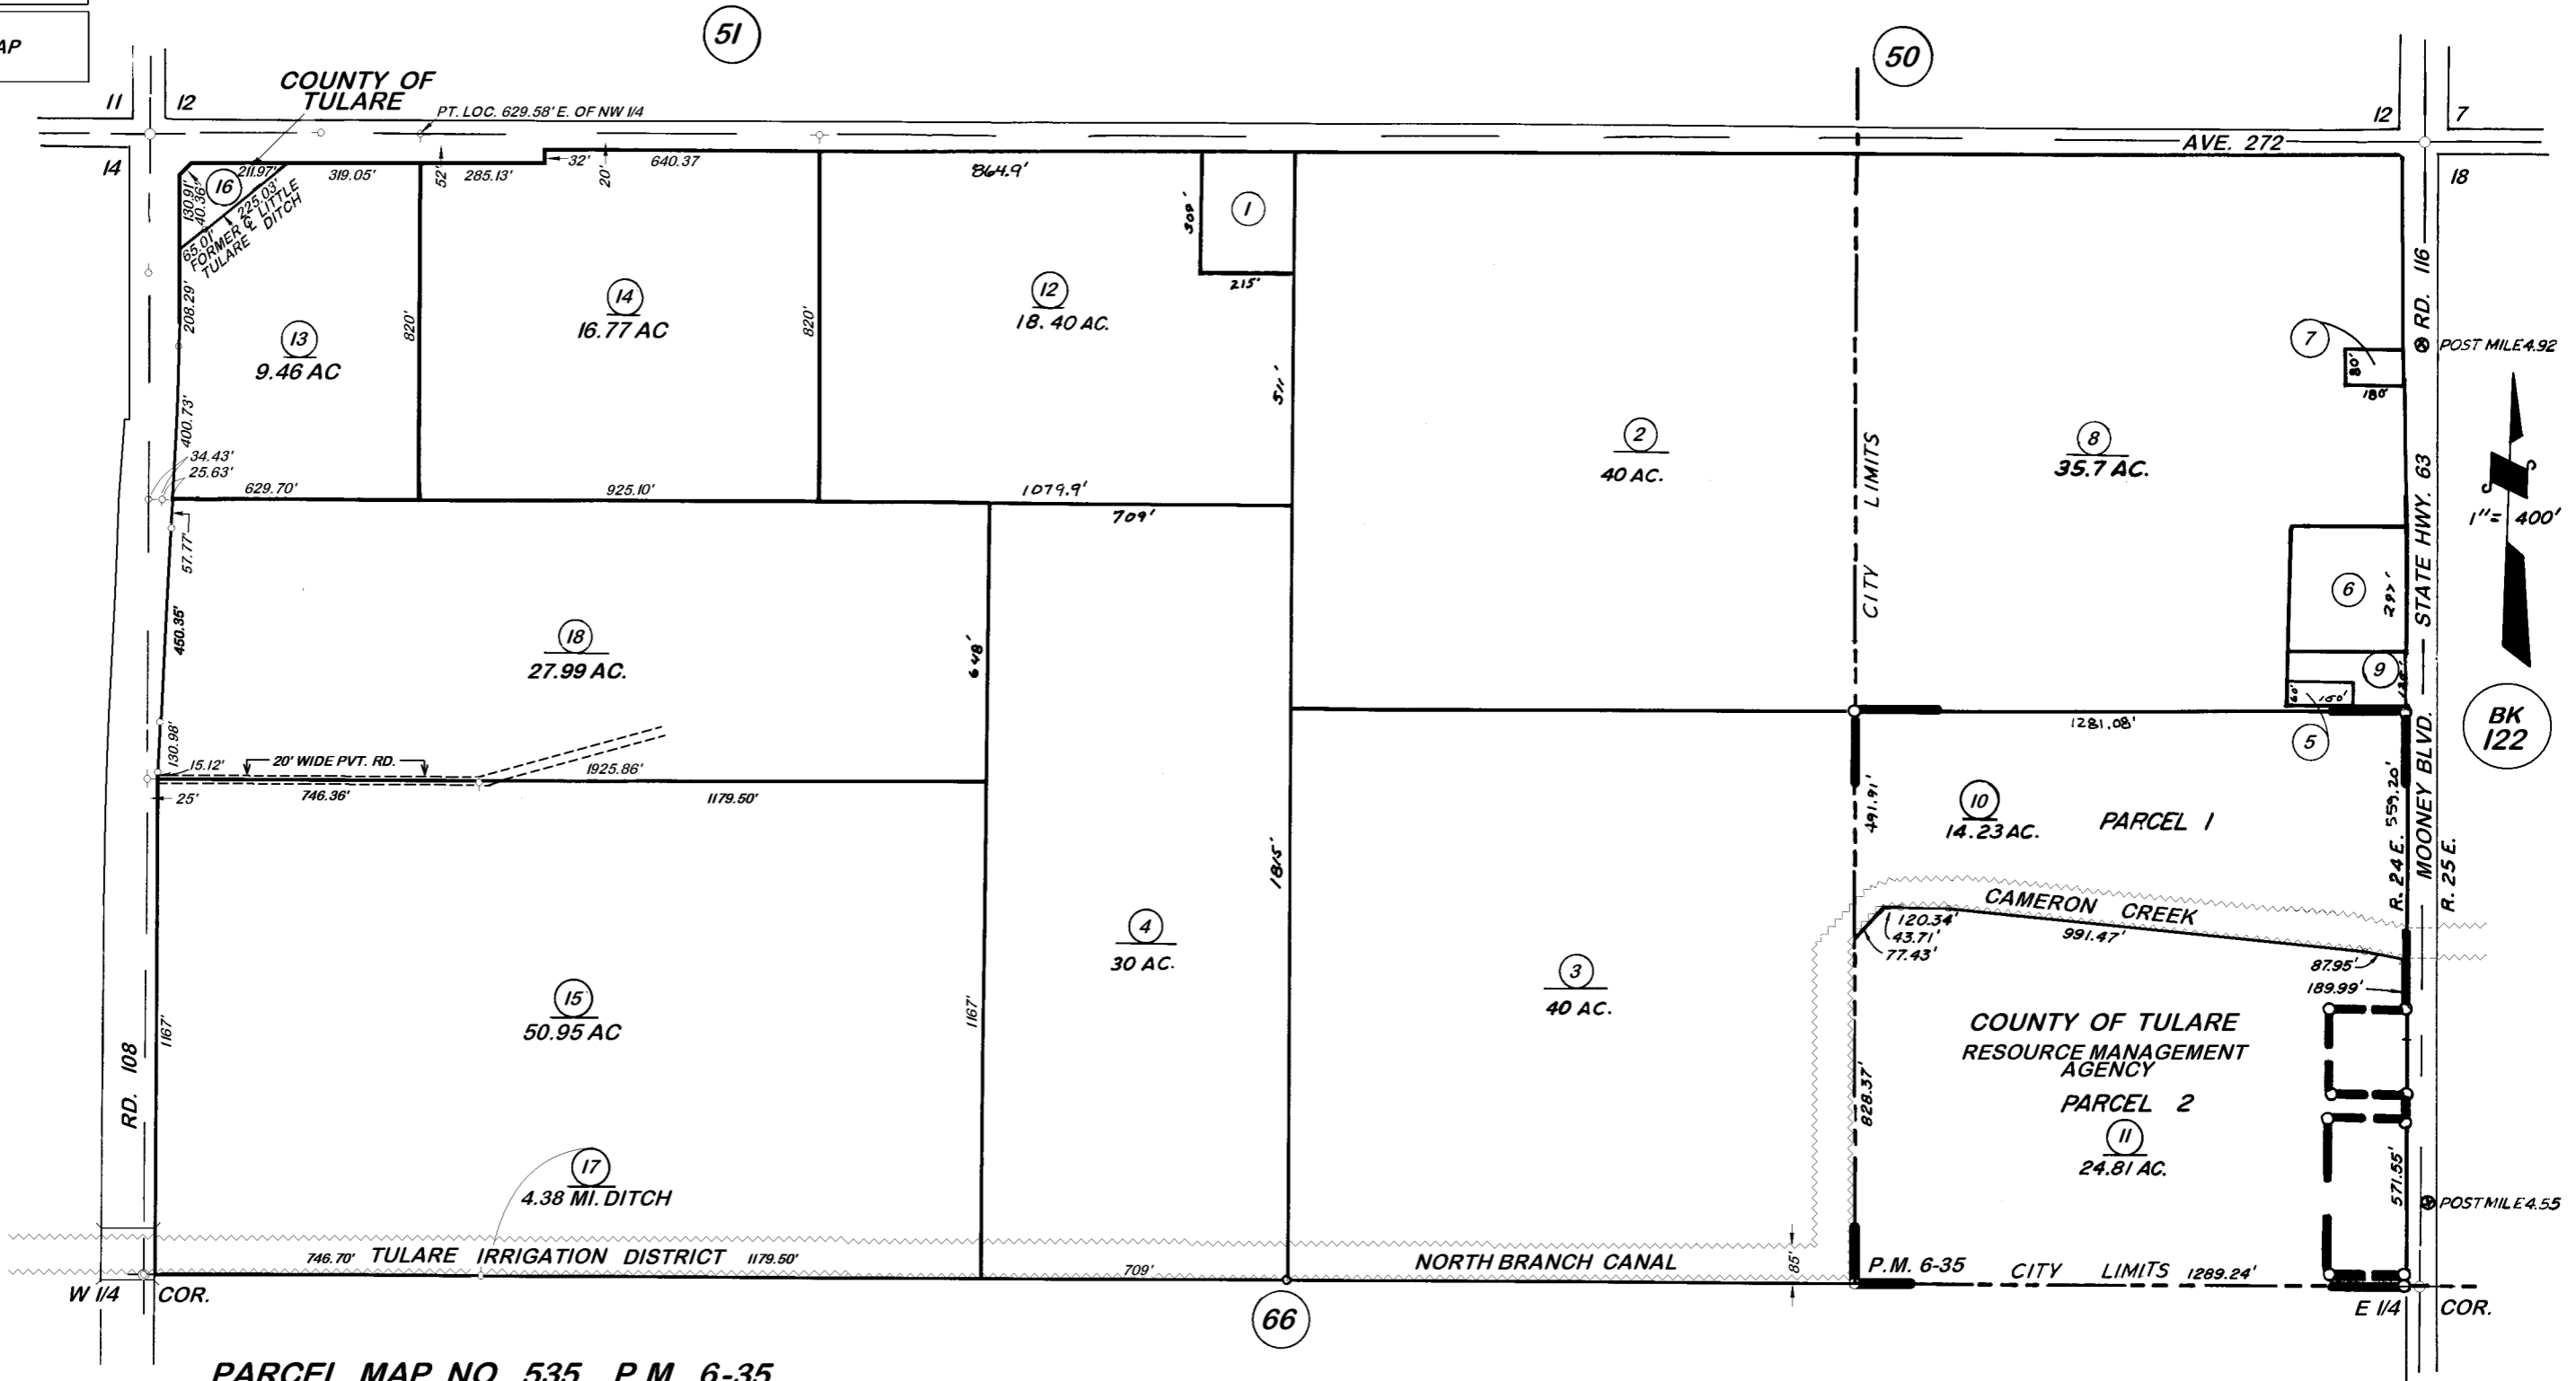 AP
51
50
COUNTY OF
TULARE
PT. LOC. 629.58' E. OF NW 1/4
11
12
14
12
7
18
AVE. 272
16
211.97'
130.91'
40.36'
225.03'
65.01'
FORMER ℄ LITTLE
TULARE DITCH
319.05'
52'
285.13'
32'
20'
640.37
864.9'
309'
1
215'
208.29'
13
9.46 AC
820'
14
16.77 AC
820'
12
18.40 AC.
511'
2
40 AC.
CITY LIMITS
8
35.7 AC.
7
80'
180'
RD. 116
POST MILE 4.92
1"= 400'
STATE HWY. 63
6
297'
9
60'
5
BK
122
400.73'
34.43'
25.63'
629.70'
925.10'
1079.9'
709'
57.77'
450.35'
18
27.99 AC.
648'
130.98'
15.12'
20' WIDE PVT. RD.
1925.86'
25'
746.36'
1179.50'
1281.08'
491.91'
10
14.23 AC.
PARCEL 1
559.20'
R. 24 E.
MOONEY BLVD.
R. 25 E.
1815'
CAMERON CREEK
120.34'
43.71'
77.43'
991.47'
87.95'
189.99'
4
30 AC.
3
40 AC.
15
50.95 AC
1167'
1167'
RD. 108
COUNTY OF TULARE
RESOURCE MANAGEMENT
AGENCY
PARCEL 2
11
24.81 AC.
828.37'
571.55'
POST MILE 4.55
17
4.38 MI. DITCH
746.70' TULARE IRRIGATION DISTRICT 1179.50'
709'
NORTH BRANCH CANAL
85'
P.M. 6-35
CITY LIMITS 1289.24'
W 1/4 COR.
E 1/4 COR.
66
PARCEL MAP NO 535 P.M. 6-35